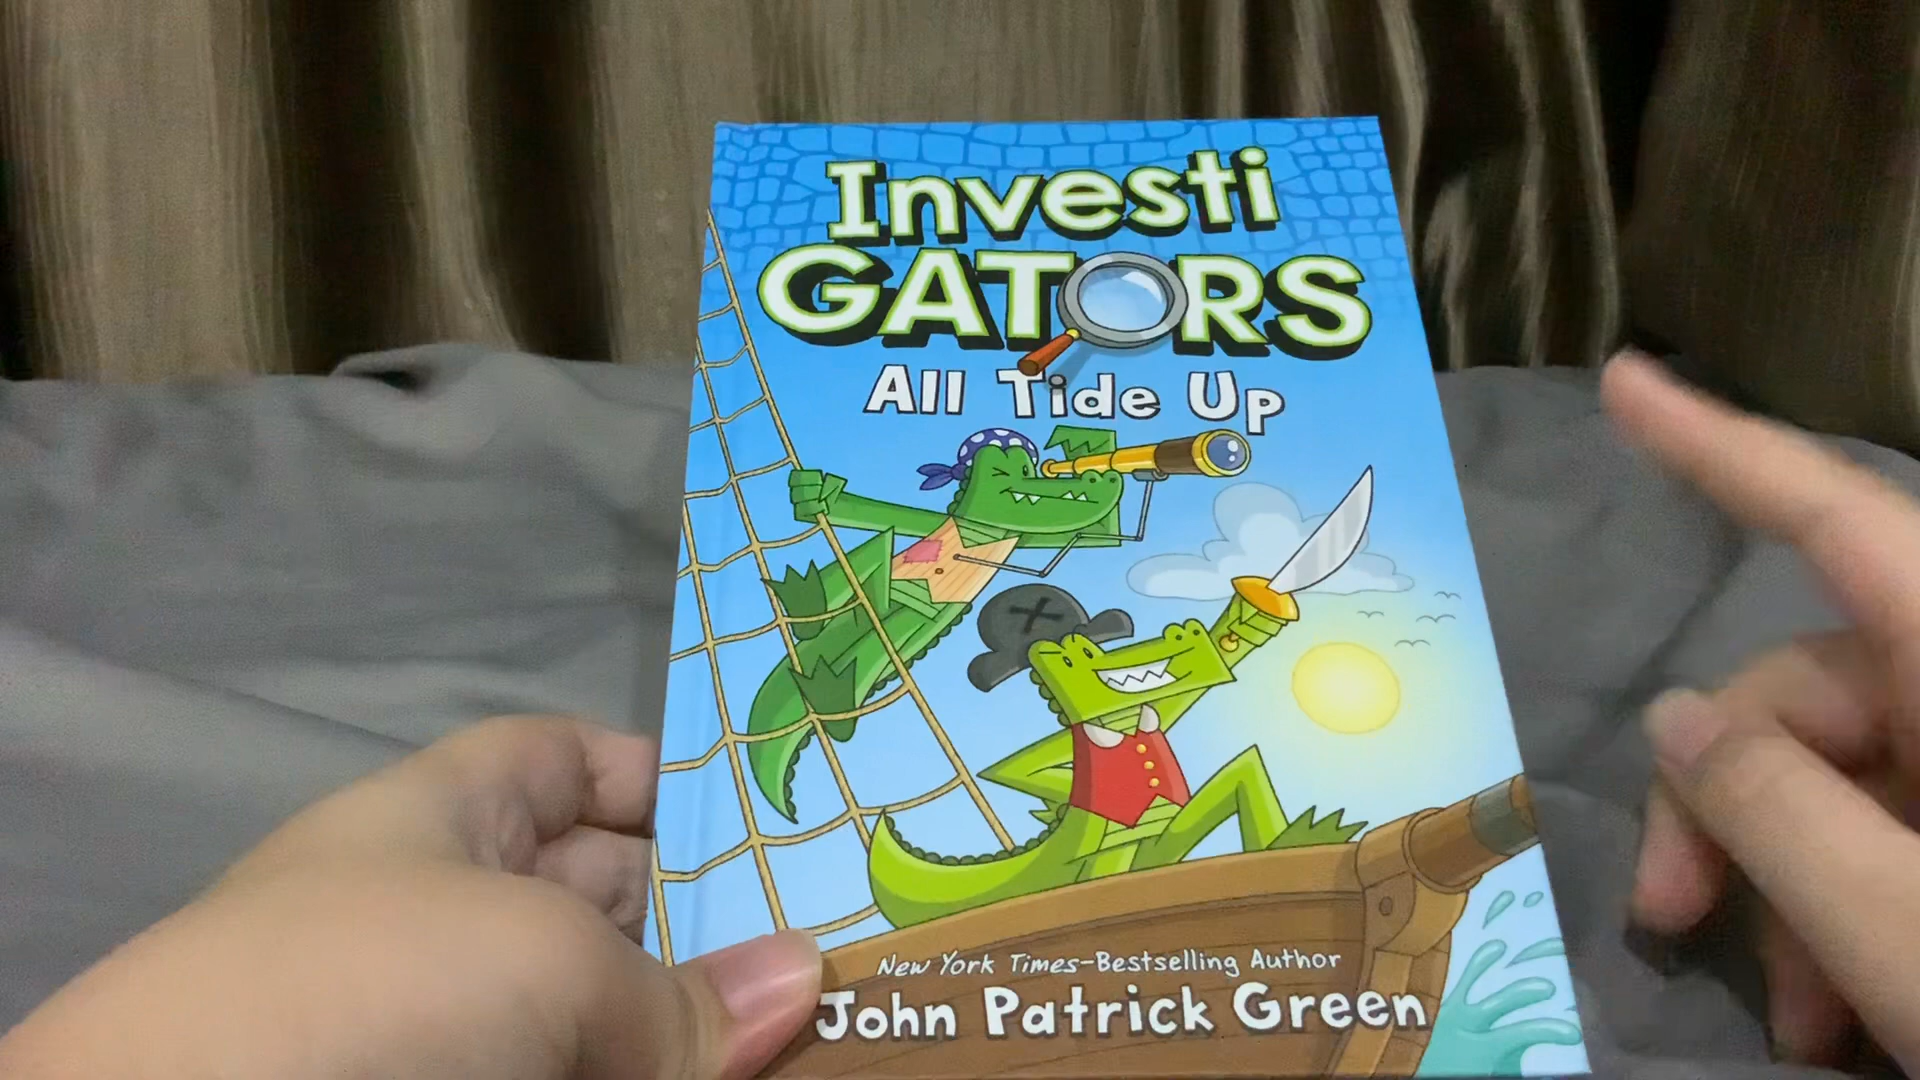 Investi
GATORS
All Tide Up
New York Times-Bestselling Author
John Patrick Green